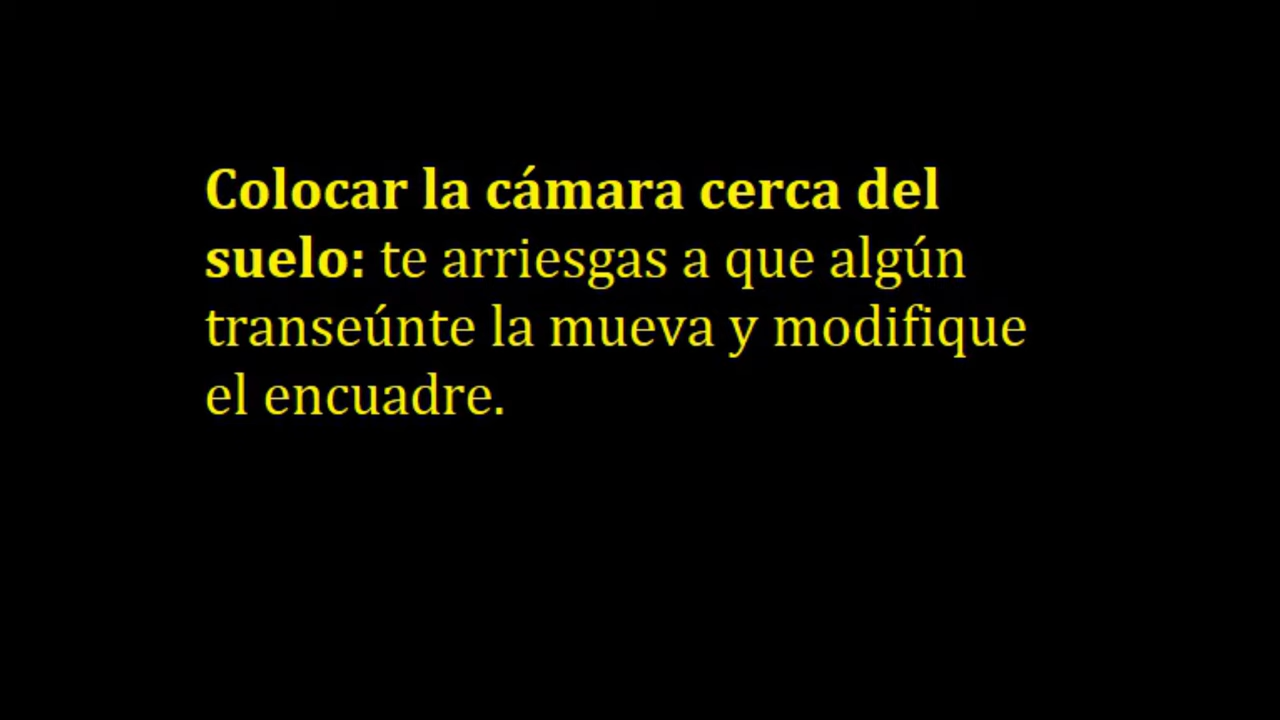 Colocar la cámara cerca del
suelo: te arriesgas a que algún
transeúnte la mueva y modifique
el encuadre.